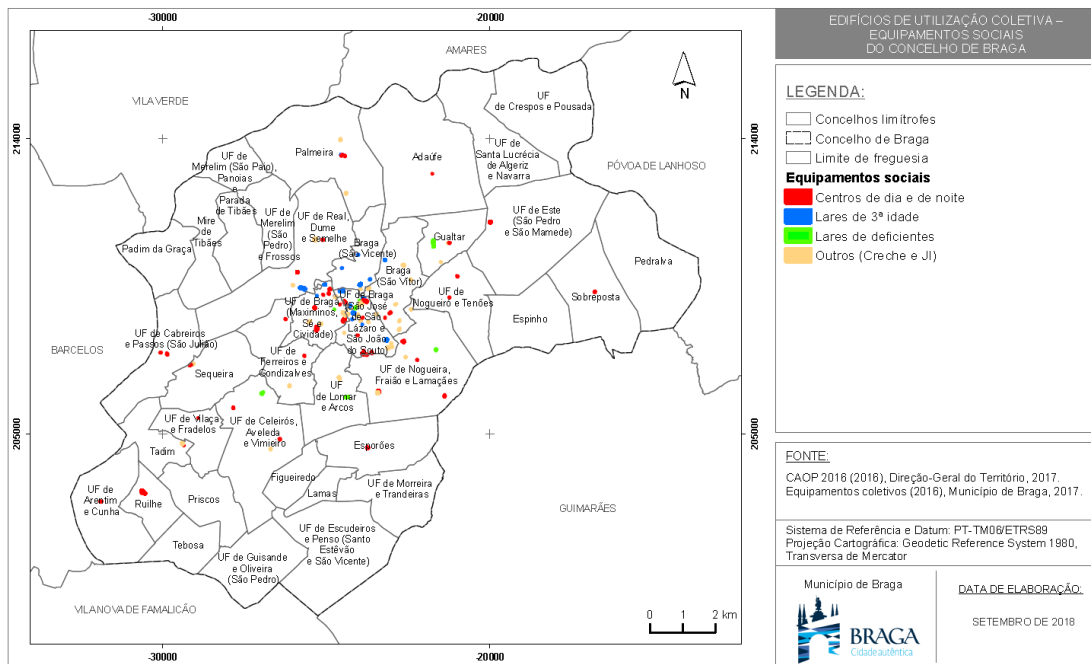 -30000
-20000
EDIFÍCIOS DE UTILIZAÇÃO COLETIVA –
EQUIPAMENTOS SOCIAIS
DO CONCELHO DE BRAGA
LEGENDA:
Concelhos limítrofes
Concelho de Braga
Limite de freguesia
Equipamentos sociais
Centros de dia e de noite
Lares de 3ª idade
Lares de deficientes
Outros (Creche e JI)
FONTE:
CAOP 2016 (2016), Direção-Geral do Território, 2017.
Equipamentos coletivos (2016), Município de Braga, 2017.
Sistema de Referência e Datum: PT-TM06/ETRS89
Projeção Cartográfica: Geodetic Reference System 1980,
Transversa de Mercator
Município de Braga
BRAGA
Cidade autêntica
DATA DE ELABORAÇÃO:
SETEMBRO DE 2018
AMARES
VILA VERDE
N
UF
de Crespos e Pousada
214000
214000
Palmeira
Adaúfe
UF de
Santa Lucrécia
de Algeriz
e Navarra
PÓVOA DE LANHOSO
UF de
Merelim (São Paio),
Panoias
e
Parada
de Tibães
Mire
de
Tibães
UF de
Merelim
(São
Pedro)
e Frossos
UF de Real,
Dume
e Semelhe
UF de Este
(São Pedro
e São Mamede)
Padim da Graça
Braga
(São Vicente)
Gualtar
Pedralva
Braga
(São Vítor)
UF de
Nogueiró e Tenões
Sobreposta
Espinho
UF de Braga
(Maximinos,
Sé e
Cividade)
UF de Braga
(São José
de São
Lázaro e
São João
do Souto)
UF de Cabreiros
e Passos (São Julião)
BARCELOS
Sequeira
UF de
Ferreiros e
Gondizalves
UF de Nogueira,
Fraião e Lamaçães
UF
de Lomar
e Arcos
UF de Vilaça
e Fradelos
UF de Celeirós,
Aveleda
e Vimieiro
205000
205000
Tadim
Esporões
Figueiredo
UF de
Arentim
e Cunha
Ruilhe
Priscos
Lamas
UF de Morreira
e Trandeiras
GUIMARÃES
Tebosa
UF de Escudeiros
e Penso (Santo
Estêvão
e São Vicente)
UF de Guisande
e Oliveira
(São Pedro)
VILA NOVA DE FAMALICÃO
0 1 2 km
-30000
-20000